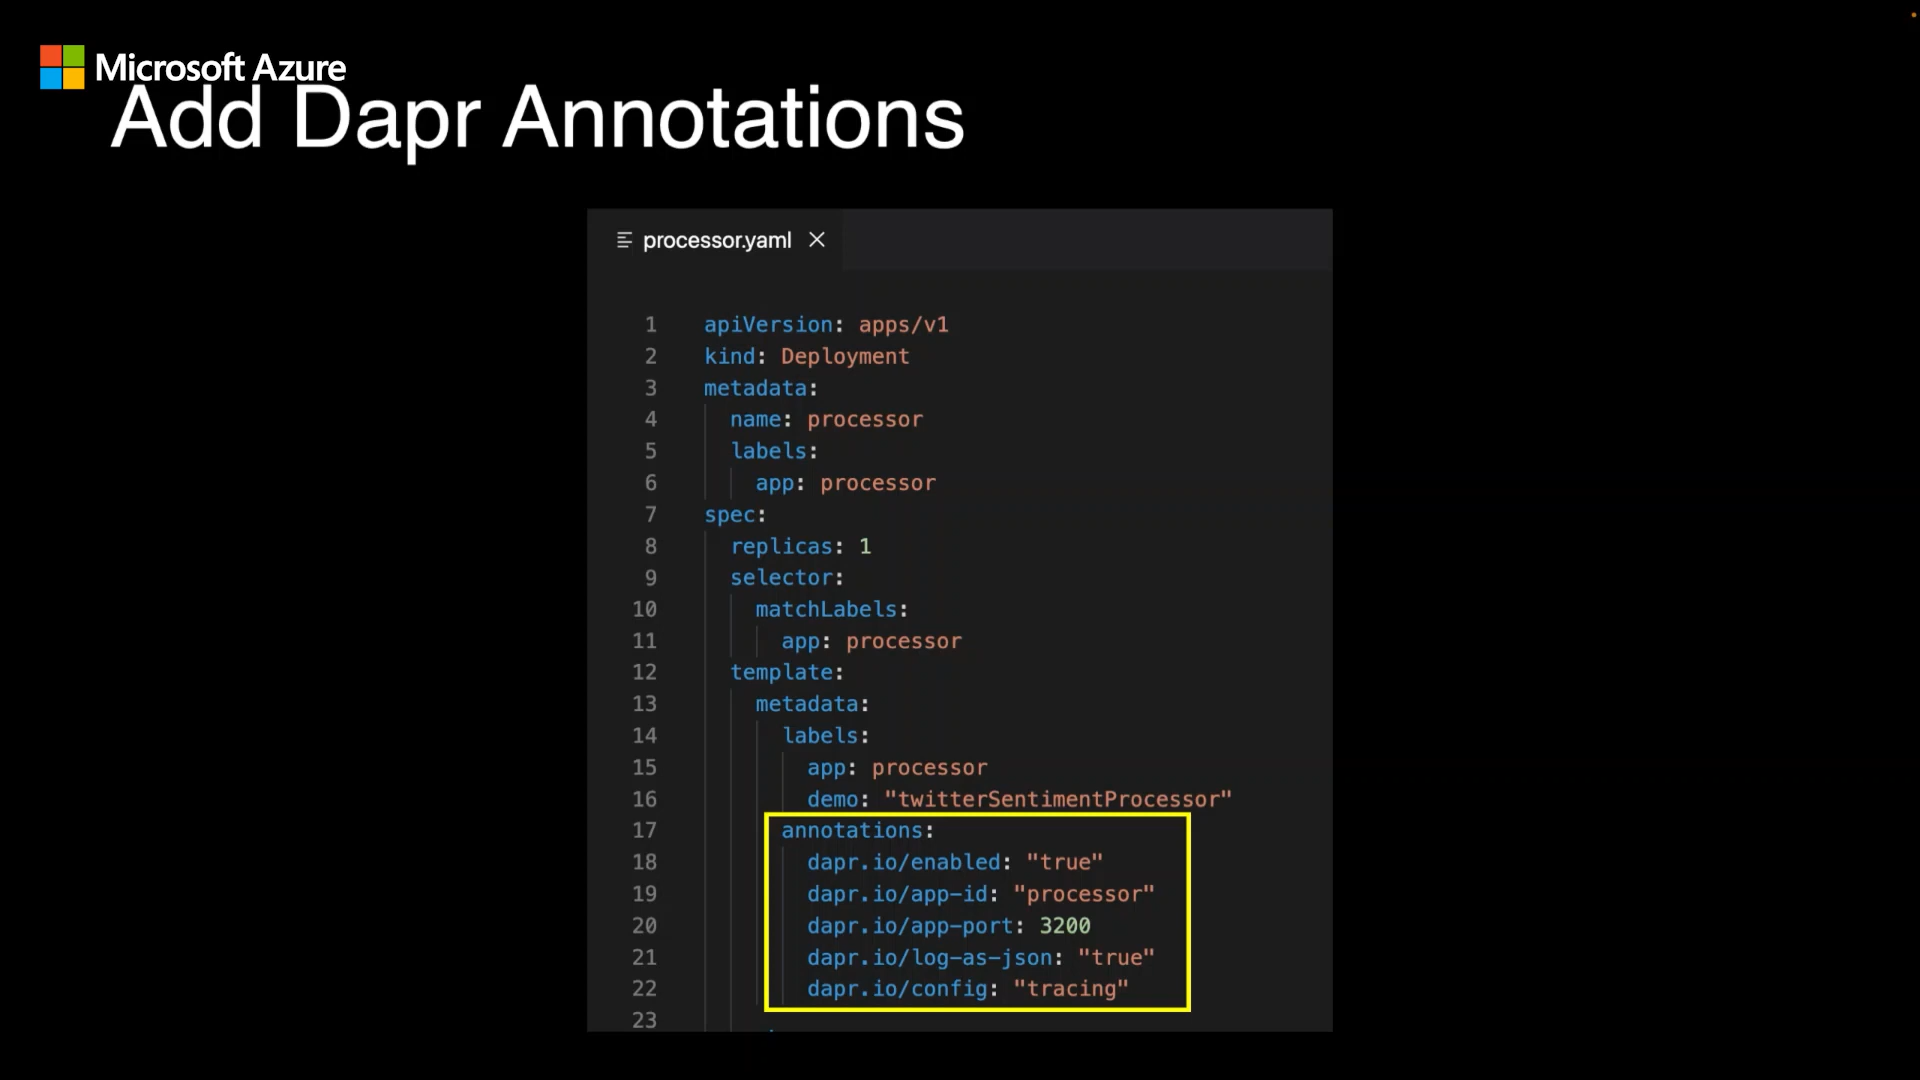 Microsoft Azure
Add Dapr Annotations
processor.yaml
1 apiVersion: apps/v1
2 kind: Deployment
3 metadata:
4 name: processor
5 labels:
6 app: processor
7 spec:
8 replicas: 1
9 selector:
10 matchLabels:
11 app: processor
12 template:
13 metadata:
14 labels:
15 app: processor
16 demo: "twitterSentimentProcessor"
17 annotations:
18 dapr.io/enabled: "true"
19 dapr.io/app-id: "processor"
20 dapr.io/app-port: 3200
21 dapr.io/log-as-json: "true"
22 dapr.io/config: "tracing"
23